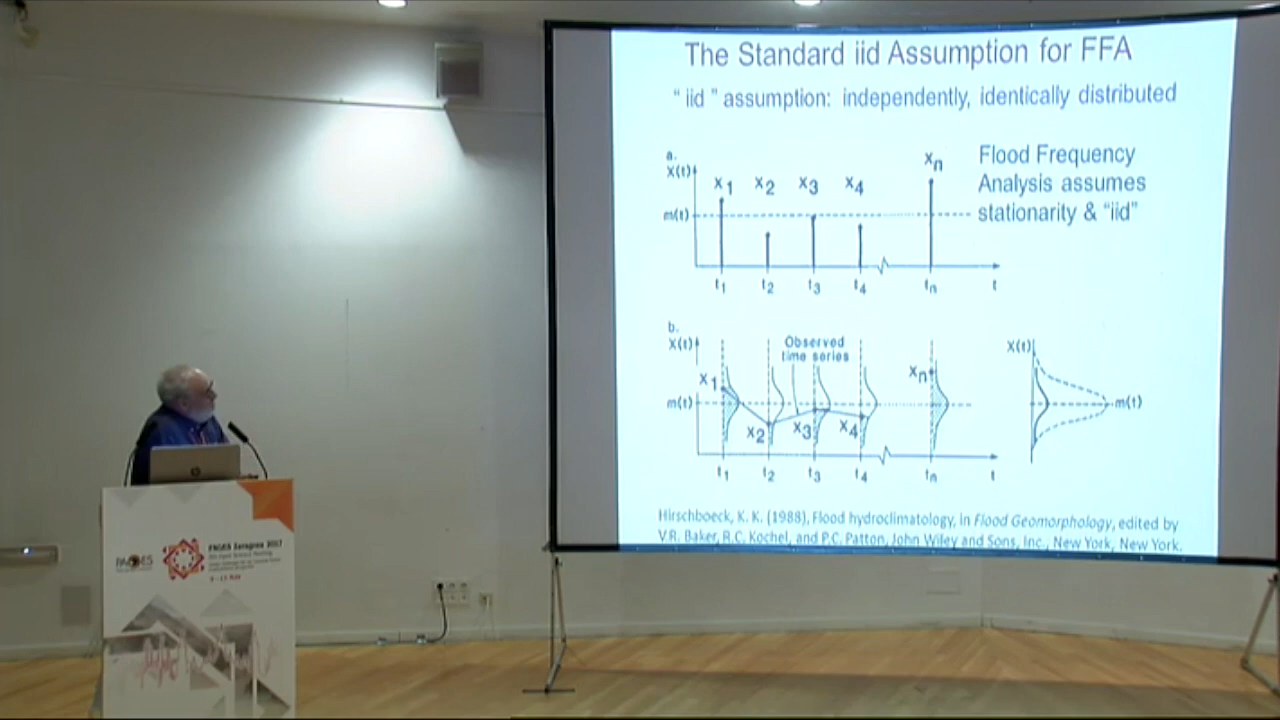 The Standard iid Assumption for FFA
“ iid ” assumption: independently, identically distributed
a.
X(t)
x1 x2 x3 x4 xn
m(t)
t1 t2 t3 t4 tn t
Flood Frequency
Analysis assumes
stationarity & “iid”
b.
X(t)
Observed
time series
x1
m(t)
x2 x3 x4 xn
t1 t2 t3 t4 tn t
X(t)
m(t)
Hirschboeck, K. K. (1988), Flood hydroclimatology, in Flood Geomorphology, edited by
V.R. Baker, R.C. Kochel, and P.C. Patton, John Wiley and Sons, Inc., New York, New York.
hp
PAGES
PAGES Zaragoza 2017